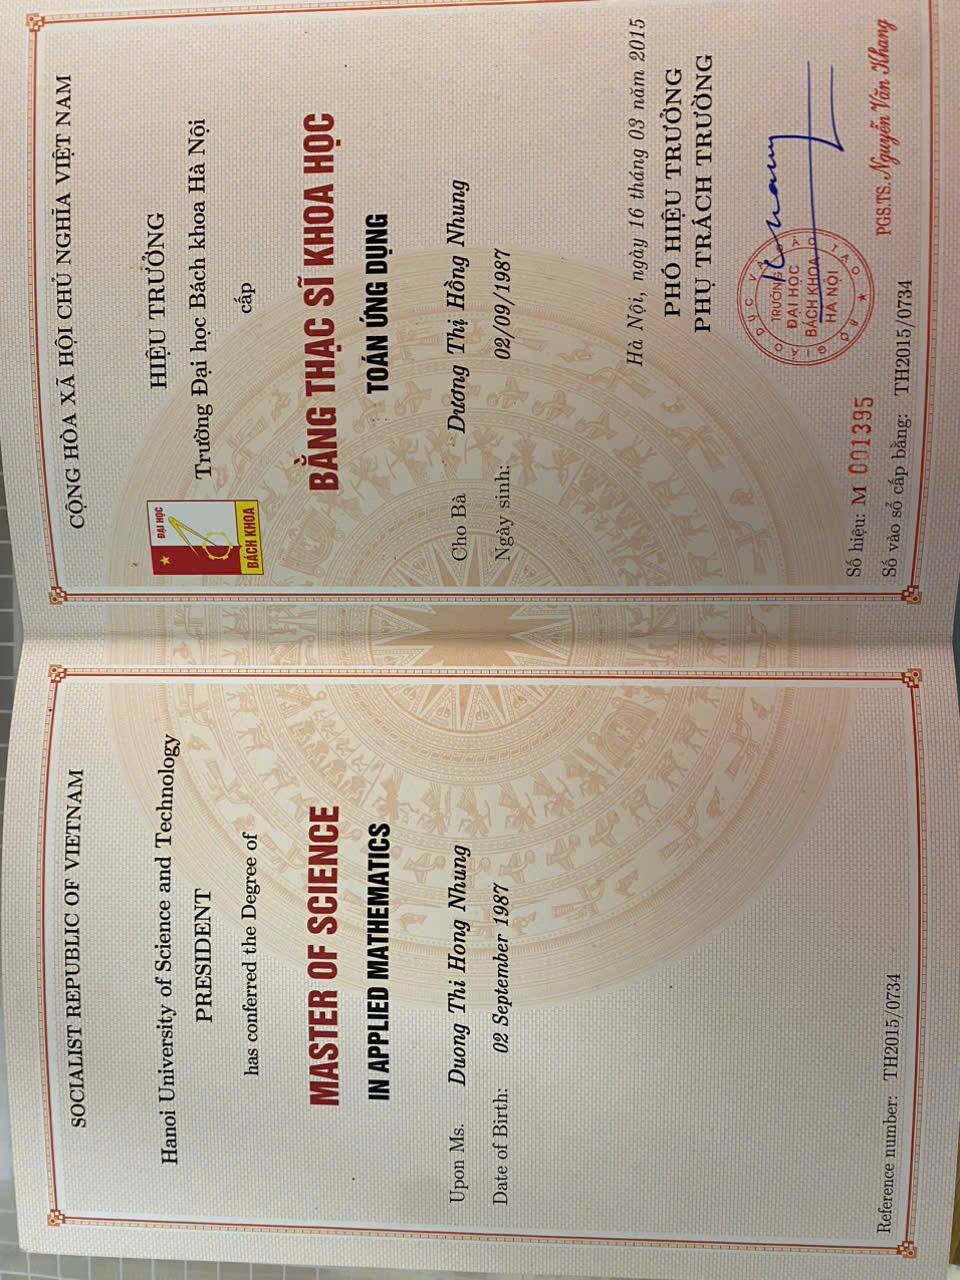 SOCIALIST REPUBLIC OF VIETNAM
Hanoi University of Science and Technology
PRESIDENT
has conferred the Degree of
MASTER OF SCIENCE
IN APPLIED MATHEMATICS
Upon Ms. Duong Thi Hong Nhung
Date of Birth: 02 September 1987
Reference number: TH2015/0734
CỘNG HÒA XÃ HỘI CHỦ NGHĨA VIỆT NAM
ĐẠI HỌC
BÁCH KHOA
HIỆU TRƯỞNG
Trường Đại học Bách khoa Hà Nội
cấp
BẰNG THẠC SĨ KHOA HỌC
TOÁN ỨNG DỤNG
Cho Bà Dương Thị Hồng Nhung
Ngày sinh: 02/09/1987
Hà Nội, ngày 16 tháng 03 năm 2015
PHÓ HIỆU TRƯỞNG
PHỤ TRÁCH TRƯỜNG
BỘ GIÁO DỤC VÀ ĐÀO TẠO
TRƯỜNG
ĐẠI HỌC
BÁCH KHOA
HÀ NỘI
Số hiệu: M 001395
PGS.TS. Nguyễn Văn Khang
Số vào sổ cấp bằng: TH2015/0734